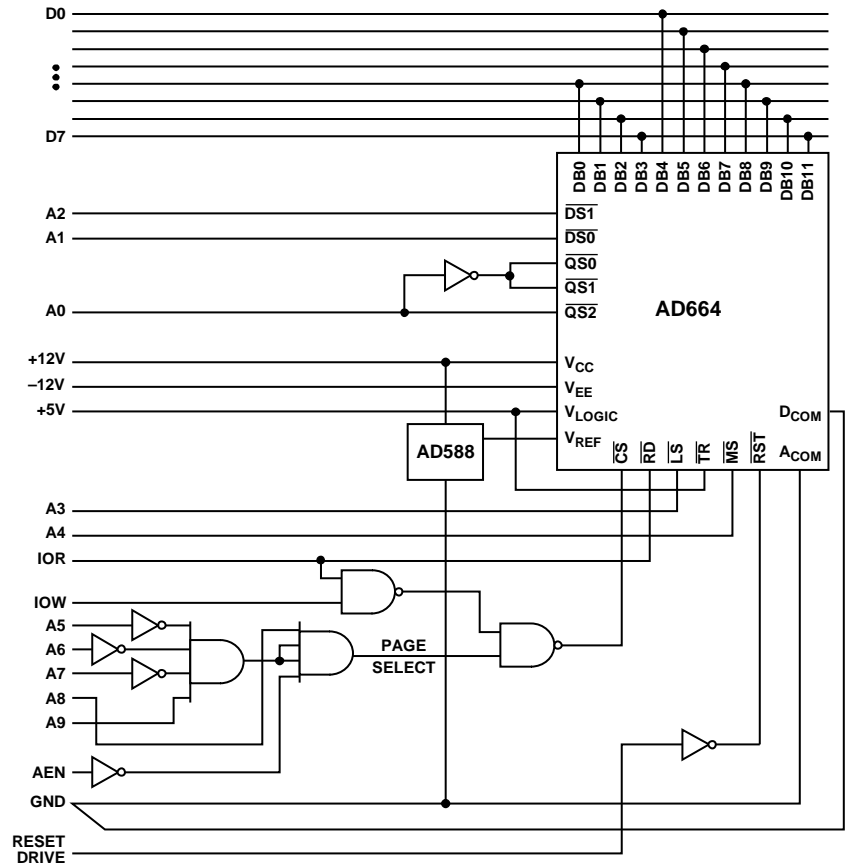 D0
D7
DB0
DB1
DB2
DB3
DB4
DB5
DB6
DB7
DB8
DB9
DB10
DB11
A2
DS1
A1
DS0
QS0
QS1
A0
QS2
AD664
+12V
VCC
–12V
VEE
+5V
VLOGIC
DCOM
AD588
VREF
CS
RD
LS
TR
MS
RST
ACOM
A3
A4
IOR
IOW
A5
A6
PAGE
SELECT
A7
A8
A9
AEN
GND
RESET
DRIVE